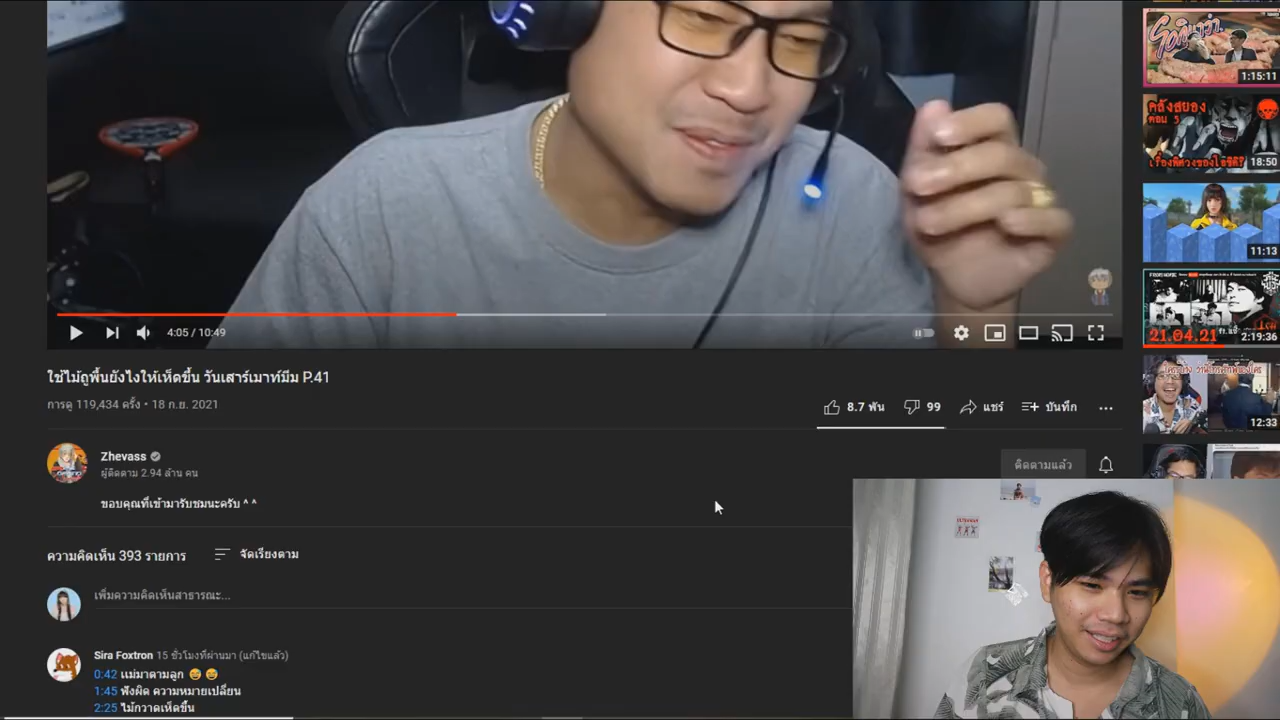 1:15:11
คลังสยอง
ตอน 5
18:50
11:13
21.04.21
2:19:36
12:33
4:05 / 10:49
ใช้ไม้ถูพื้นยังไงให้เห็ดขึ้น วันเสาร์เมาท์มีม P.41
การดู 119,434 ครั้ง • 18 ก.ย. 2021
8.7 พัน
99
แชร์
บันทึก
Zhevass
ผู้ติดตาม 2.94 ล้าน คน
ติดตามแล้ว
ขอบคุณที่เข้ามารับชมนะครับ ^ ^
ความคิดเห็น 393 รายการ
จัดเรียงตาม
เพิ่มความคิดเห็นสาธารณะ...
Sira Foxtron 15 ชั่วโมงที่ผ่านมา (แก้ไขแล้ว)
0:42 แม่มาตามลูก 😅 😅
1:45 ฟังผิด ความหมายเปลี่ยน
2:25 ไม้กวาดเห็ดขึ้น